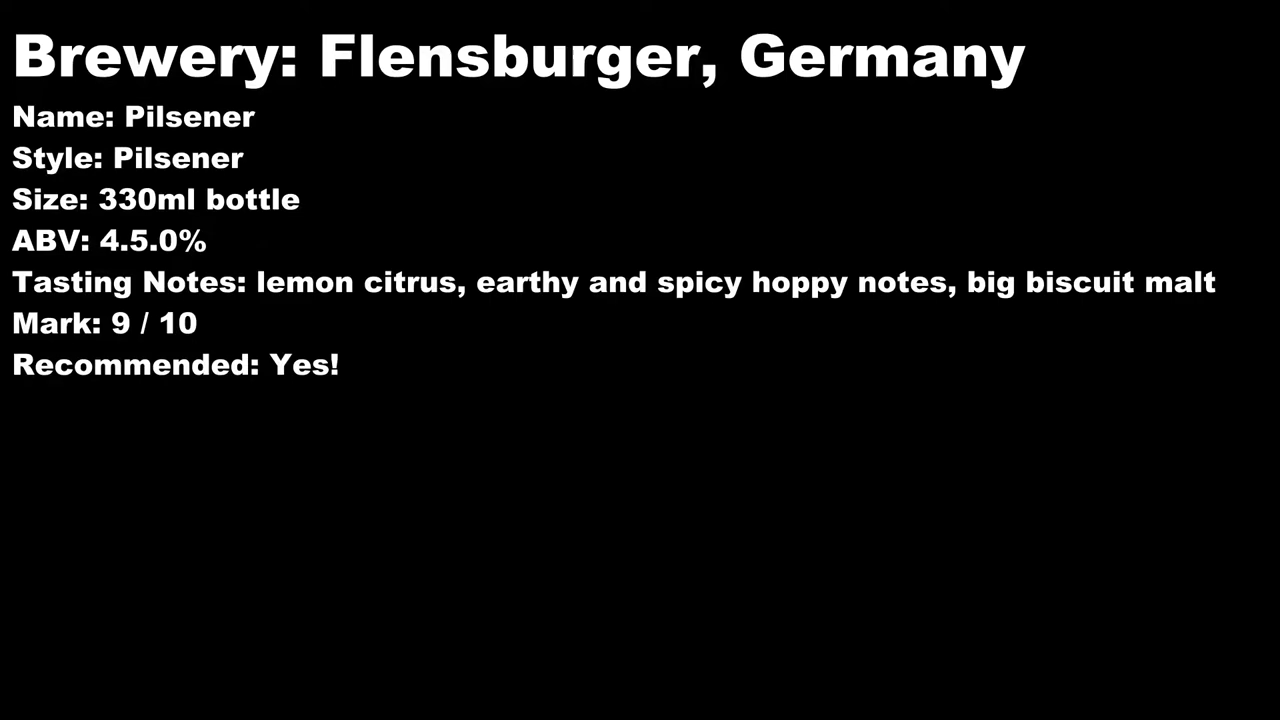 Brewery: Flensburger, Germany
Name: Pilsener
Style: Pilsener
Size: 330ml bottle
ABV: 4.5.0%
Tasting Notes: lemon citrus, earthy and spicy hoppy notes, big biscuit malt
Mark: 9 / 10
Recommended: Yes!